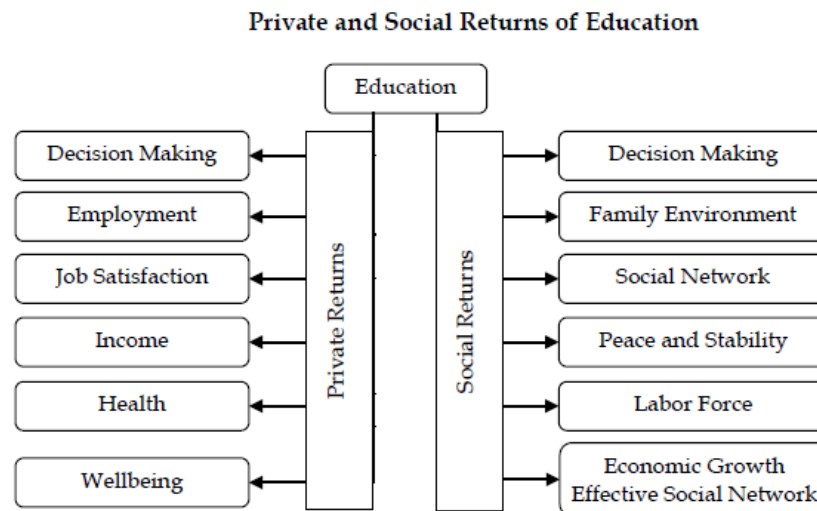 Private and Social Returns of Education
Education
Private Returns
Decision Making
Employment
Job Satisfaction
Income
Health
Wellbeing
Social Returns
Decision Making
Family Environment
Social Network
Peace and Stability
Labor Force
Economic Growth
Effective Social Network